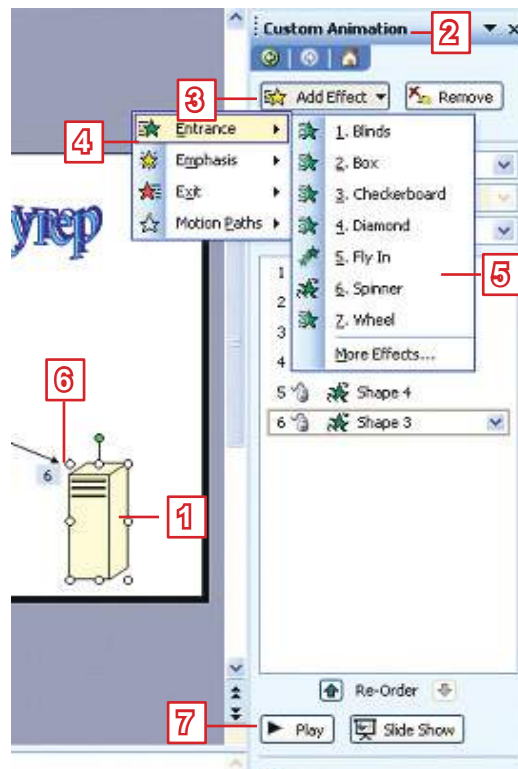 Custom Animation
2
3
Add Effect
Remove
4
Entrance
Emphasis
Exit
Motion Paths
1. Blinds
2. Box
3. Checkerboard
4. Diamond
5. Fly In
6. Spinner
7. Wheel
More Effects...
5
утер
1
2
3
4
5 Shape 4
6 Shape 3
6
6
1
Re-Order
7
Play
Slide Show